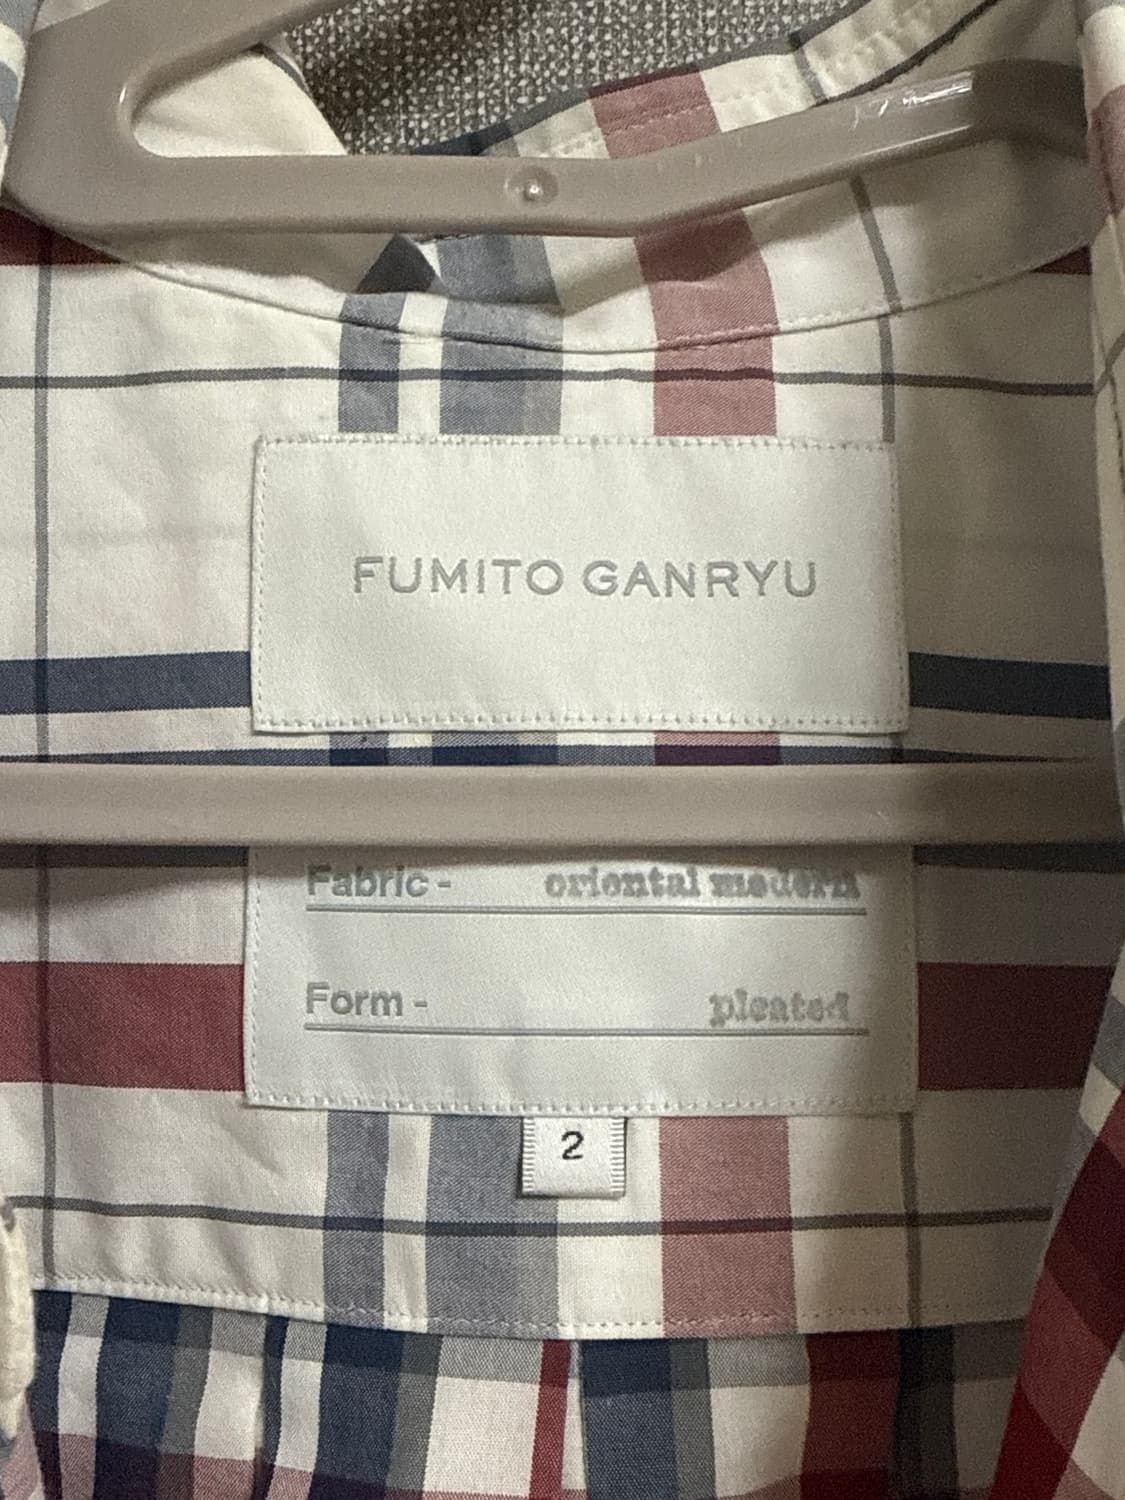 FUMITO GANRYU
Fabric - oriental modern
Form - pleated
2